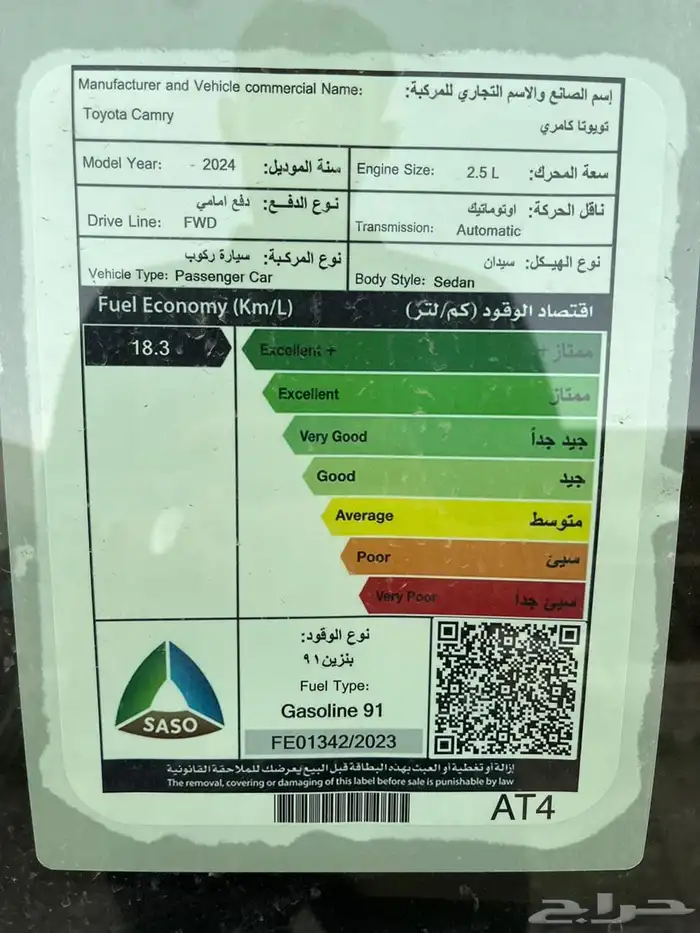 Manufacturer and Vehicle commercial Name: إسم الصانع والاسم التجاري للمركبة:
Toyota Camry تويوتا كامري
Model Year: - 2024 سنة الموديل:
Engine Size: 2.5 L سعة المحرك:
نوع الدفع: دفع امامي
Drive Line: FWD
ناقل الحركة: اوتوماتيك
Transmission: Automatic
نوع المركبة: سيارة ركوب
Vehicle Type: Passenger Car
نوع الهيكل: سيدان
Body Style: Sedan
Fuel Economy (Km/L) اقتصاد الوقود (كم/لتر)
18.3
Excellent + ممتاز+
Excellent ممتاز
Very Good جيد جداً
Good جيد
Average متوسط
Poor سيئ
Very Poor سيئ جداً
نوع الوقود:
بنزين ٩١
Fuel Type:
Gasoline 91
FE01342/2023
SASO
إزالة أو تغطية أو العبث بهذه البطاقة قبل البيع يعرضك للملاحقة القانونية
The removal, covering or damaging of this label before sale is punishable by law
AT4
حراج